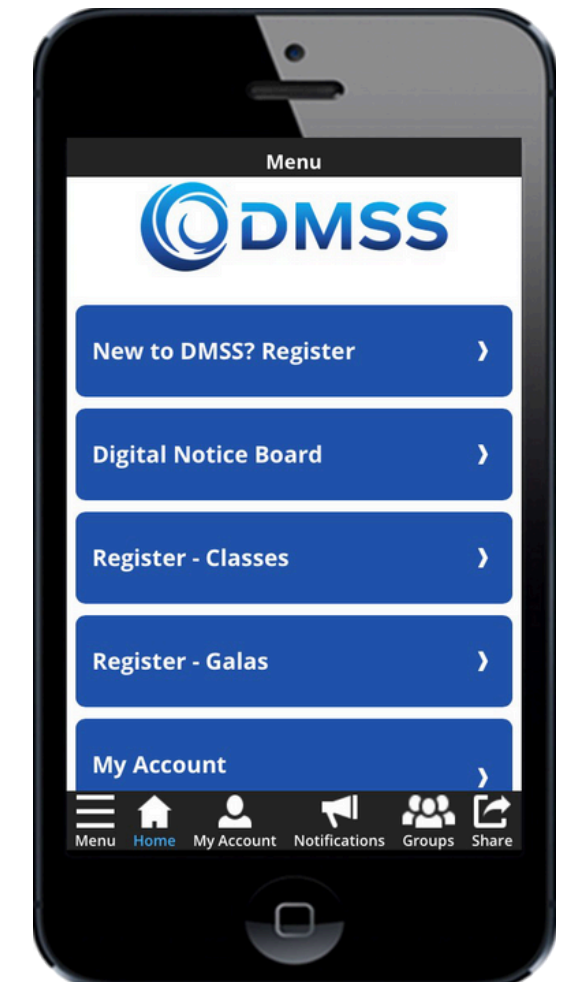 Menu
DMSS
New to DMSS? Register
Digital Notice Board
Register - Classes
Register - Galas
My Account
Menu Home My Account Notifications Groups Share